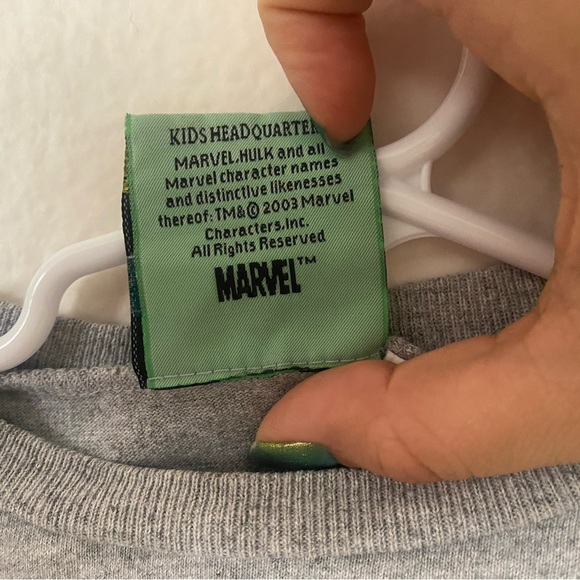 KIDS HEADQUARTE
MARVEL,HULK and all
Marvel character names
and distinctive likenesses
thereof: TM&© 2003 Marvel
Characters,Inc.
All Rights Reserved
MARVEL™